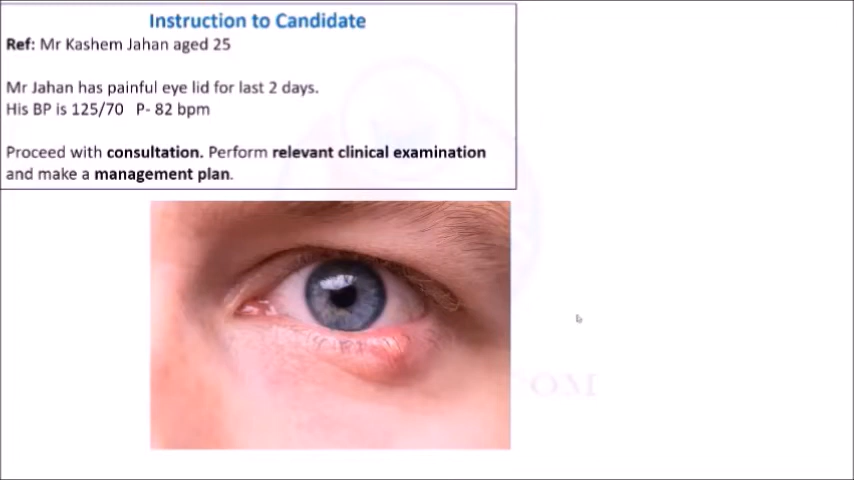 Instruction to Candidate
Ref: Mr Kashem Jahan aged 25
Mr Jahan has painful eye lid for last 2 days.
His BP is 125/70 P- 82 bpm
Proceed with consultation. Perform relevant clinical examination
and make a management plan.